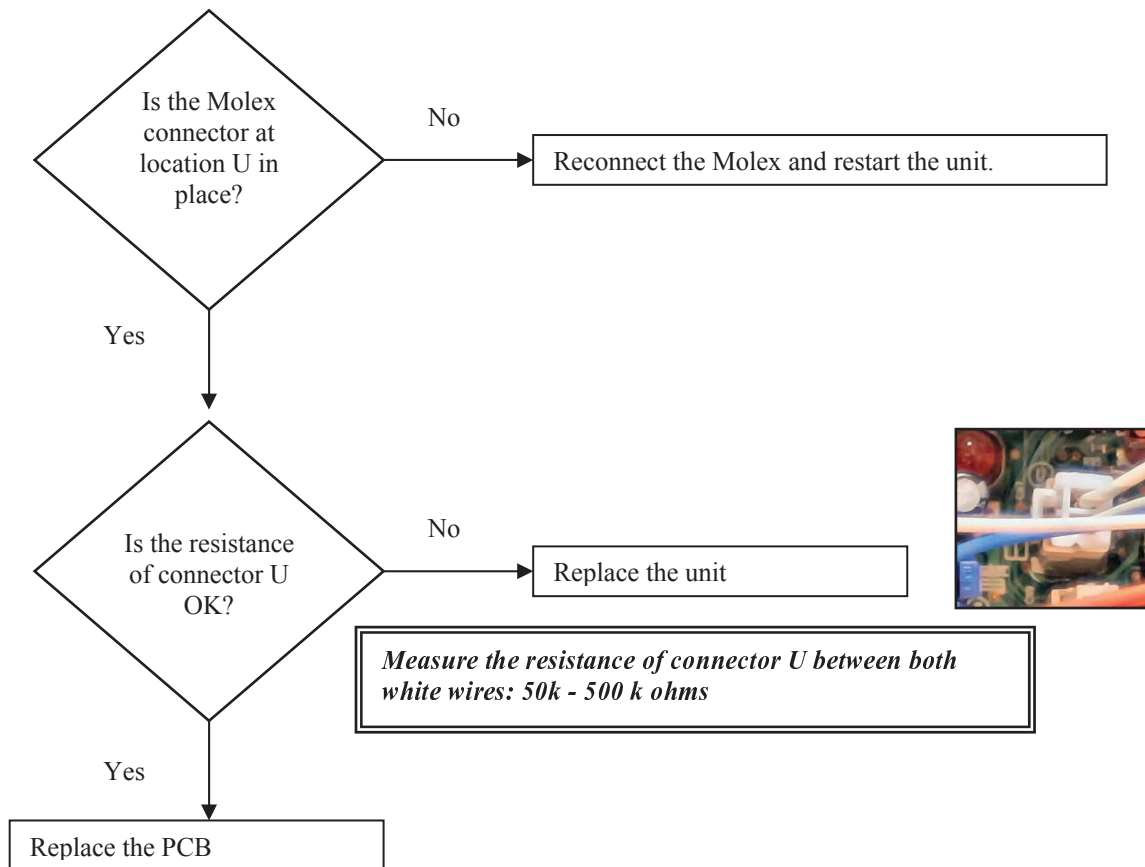 Is the Molex
connector at
location U in
place?
No
Reconnect the Molex and restart the unit.
Yes
Is the resistance
of connector U
OK?
No
Replace the unit
Measure the resistance of connector U between both
white wires: 50k - 500 k ohms
Yes
Replace the PCB